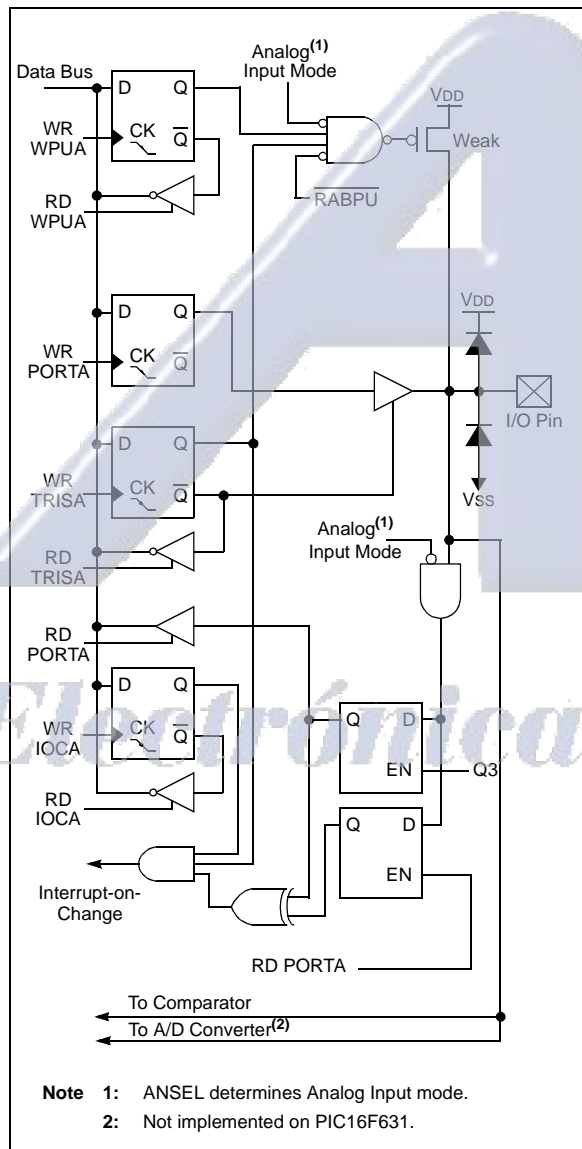 Analog(1)
Input Mode
Data Bus
D Q
VDD
WR
WPUA
CK Q
Weak
RD
WPUA
RABPU
D Q
VDD
WR
PORTA
CK Q
I/O Pin
D Q
WR
TRISA
CK Q
VSS
Analog(1)
Input Mode
RD
TRISA
RD
PORTA
D Q
Q D
WR
IOCA
CK Q
Electrónica
EN
Q3
RD
IOCA
Q D
EN
Interrupt-on-
Change
RD PORTA
To Comparator
To A/D Converter(2)
Note 1: ANSEL determines Analog Input mode.
2: Not implemented on PIC16F631.